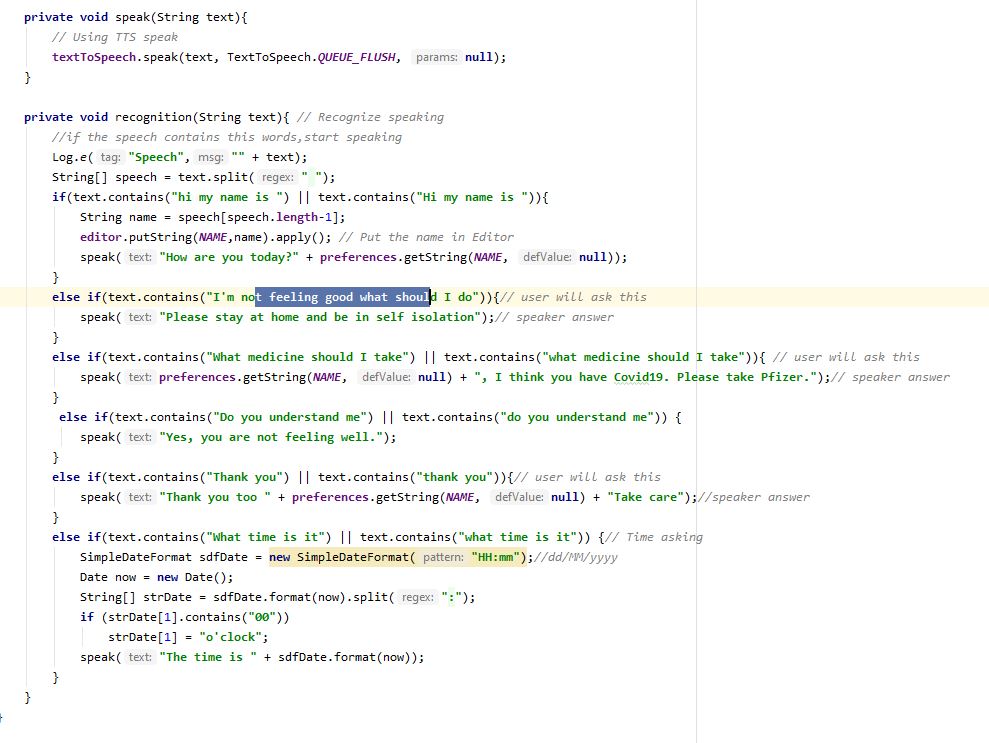 private void speak(String text){
// Using TTS speak
textToSpeech.speak(text, TextToSpeech.QUEUE_FLUSH, params: null);
}
private void recognition(String text){ // Recognize speaking
//if the speech contains this words,start speaking
Log.e( tag: "Speech", msg: "" + text);
String[] speech = text.split( regex: " ");
if(text.contains("hi my name is ") || text.contains("Hi my name is ")){
String name = speech[speech.length-1];
editor.putString(NAME,name).apply(); // Put the name in Editor
speak( text: "How are you today?" + preferences.getString(NAME, defValue: null));
}
else if(text.contains("I'm not feeling good what should I do")){// user will ask this
speak( text: "Please stay at home and be in self isolation");// speaker answer
}
else if(text.contains("What medicine should I take") || text.contains("what medicine should I take")){ // user will ask this
speak( text: preferences.getString(NAME, defValue: null) + ", I think you have Covid19. Please take Pfizer.");// speaker answer
}
else if(text.contains("Do you understand me") || text.contains("do you understand me")) {
speak( text: "Yes, you are not feeling well.");
}
else if(text.contains("Thank you") || text.contains("thank you")){// user will ask this
speak( text: "Thank you too " + preferences.getString(NAME, defValue: null) + "Take care");//speaker answer
}
else if(text.contains("What time is it") || text.contains("what time is it")) {// Time asking
SimpleDateFormat sdfDate = new SimpleDateFormat( pattern: "HH:mm");//dd/MM/yyyy
Date now = new Date();
String[] strDate = sdfDate.format(now).split( regex: ":");
if (strDate[1].contains("00"))
strDate[1] = "o'clock";
speak( text: "The time is " + sdfDate.format(now));
}
}
}